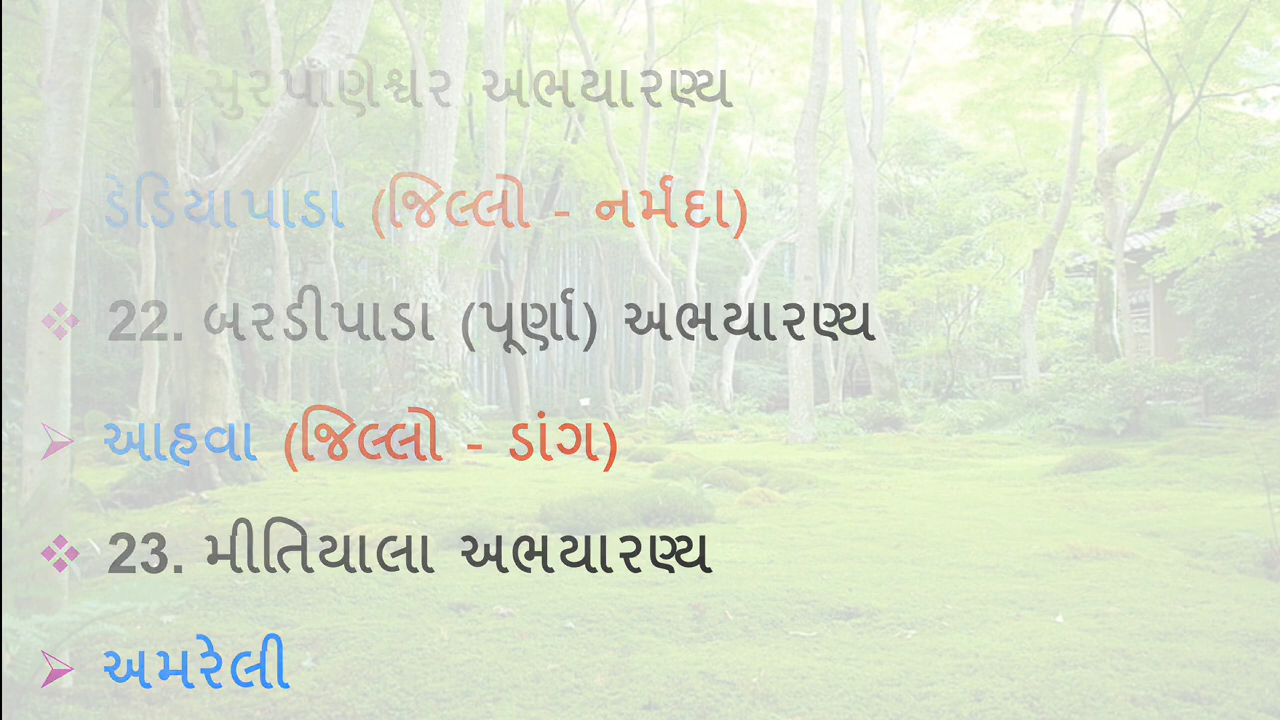 21. સુરપાણેશ્વર અભયારણ્ય
ડેડિયાપાડા (જિલ્લો - નર્મદા)
22. બરડીપાડા (પૂર્ણા) અભયારણ્ય
આહવા (જિલ્લો - ડાંગ)
23. મીતિયાલા અભયારણ્ય
અમરેલી